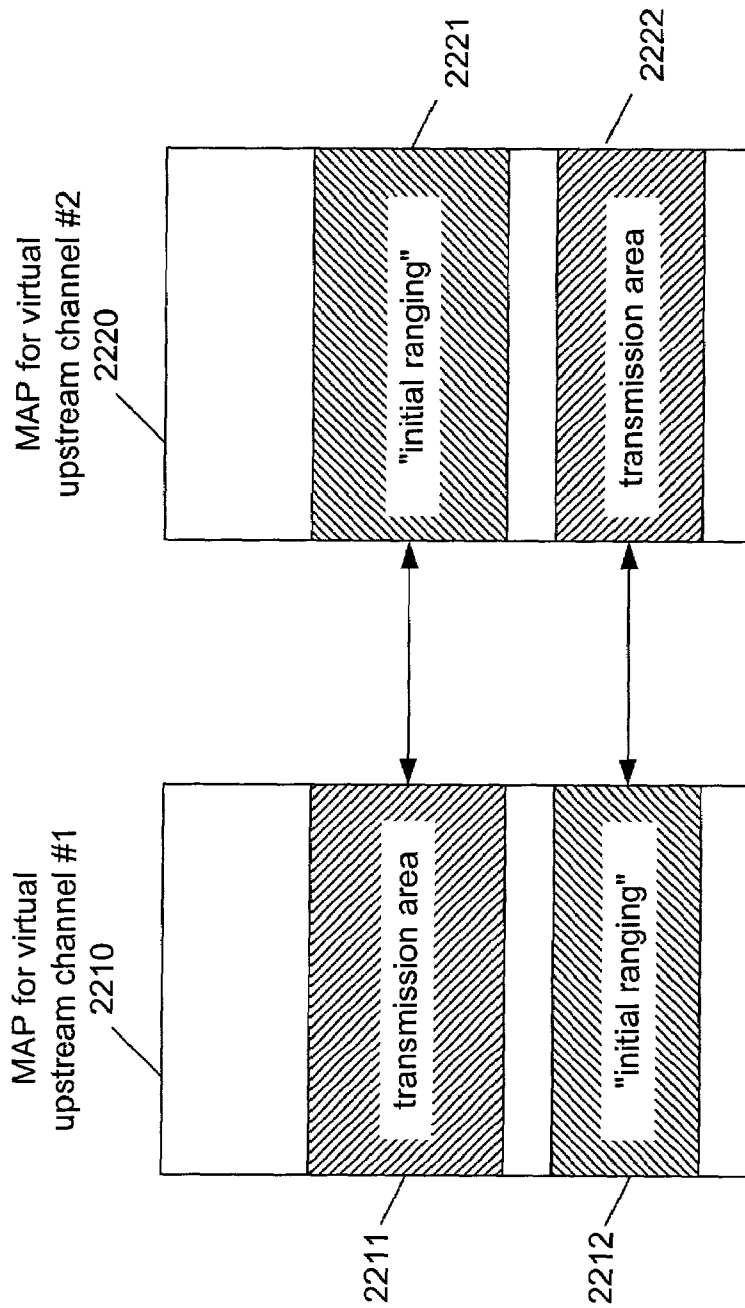 MAP for virtual
upstream channel #1
2210
transmission area
2211
"initial ranging"
2212
MAP for virtual
upstream channel #2
2220
"initial ranging"
2221
transmission area
2222